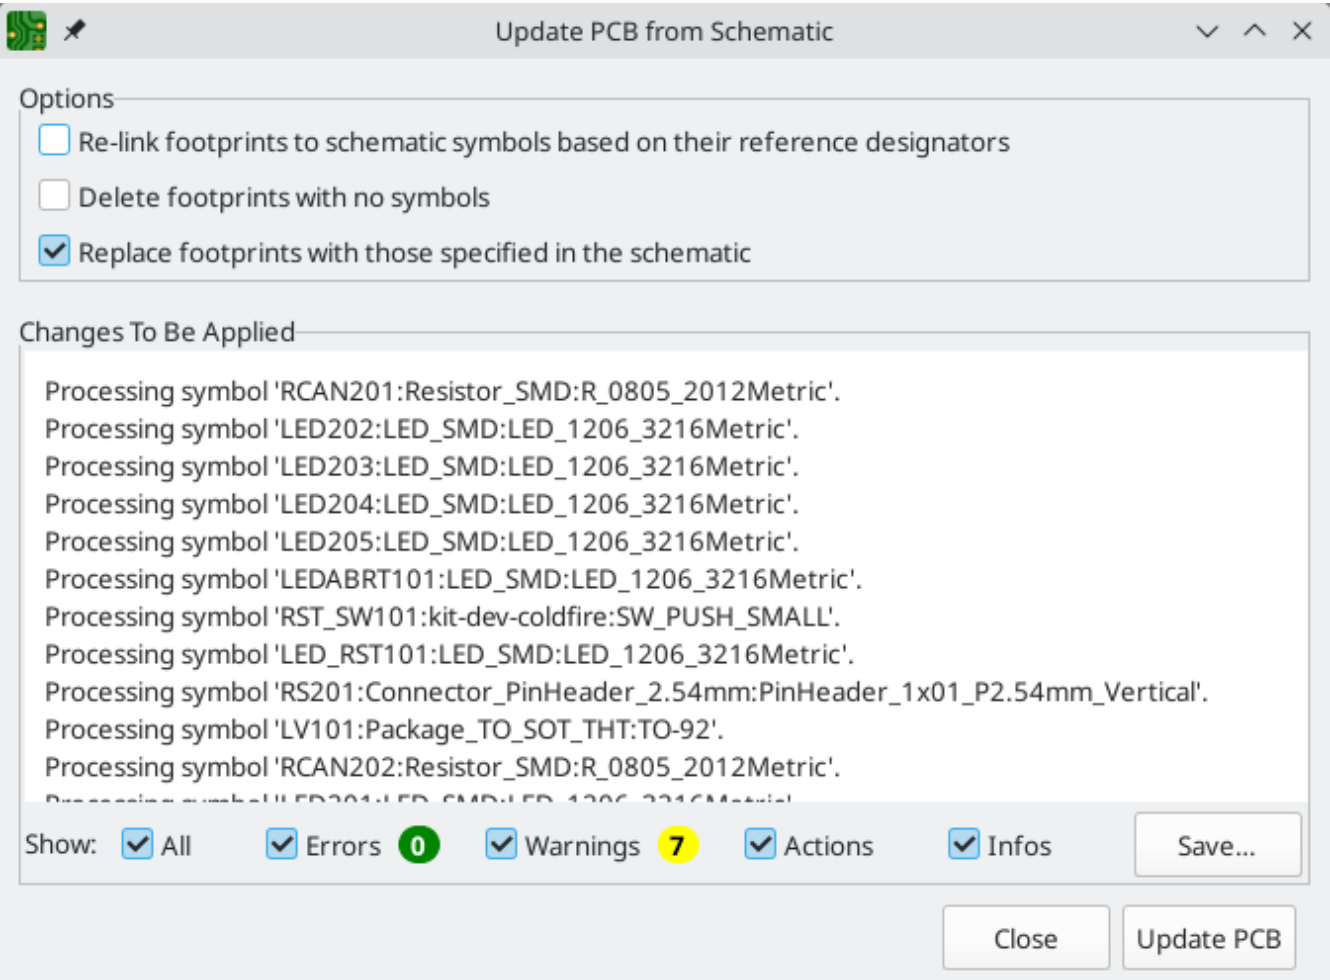 Update PCB from Schematic
Options
Re-link footprints to schematic symbols based on their reference designators
Delete footprints with no symbols
Replace footprints with those specified in the schematic
Changes To Be Applied
Processing symbol 'RCAN201:Resistor_SMD:R_0805_2012Metric'.
Processing symbol 'LED202:LED_SMD:LED_1206_3216Metric'.
Processing symbol 'LED203:LED_SMD:LED_1206_3216Metric'.
Processing symbol 'LED204:LED_SMD:LED_1206_3216Metric'.
Processing symbol 'LED205:LED_SMD:LED_1206_3216Metric'.
Processing symbol 'LEDABRT101:LED_SMD:LED_1206_3216Metric'.
Processing symbol 'RST_SW101:kit-dev-coldfire:SW_PUSH_SMALL'.
Processing symbol 'LED_RST101:LED_SMD:LED_1206_3216Metric'.
Processing symbol 'RS201:Connector_PinHeader_2.54mm:PinHeader_1x01_P2.54mm_Vertical'.
Processing symbol 'LV101:Package_TO_SOT_THT:TO-92'.
Processing symbol 'RCAN202:Resistor_SMD:R_0805_2012Metric'.
Processing symbol 'LED201:LED_SMD:LED_1206_3216Metric'.
Show: All Errors 0 Warnings 7 Actions Infos Save...
Close Update PCB